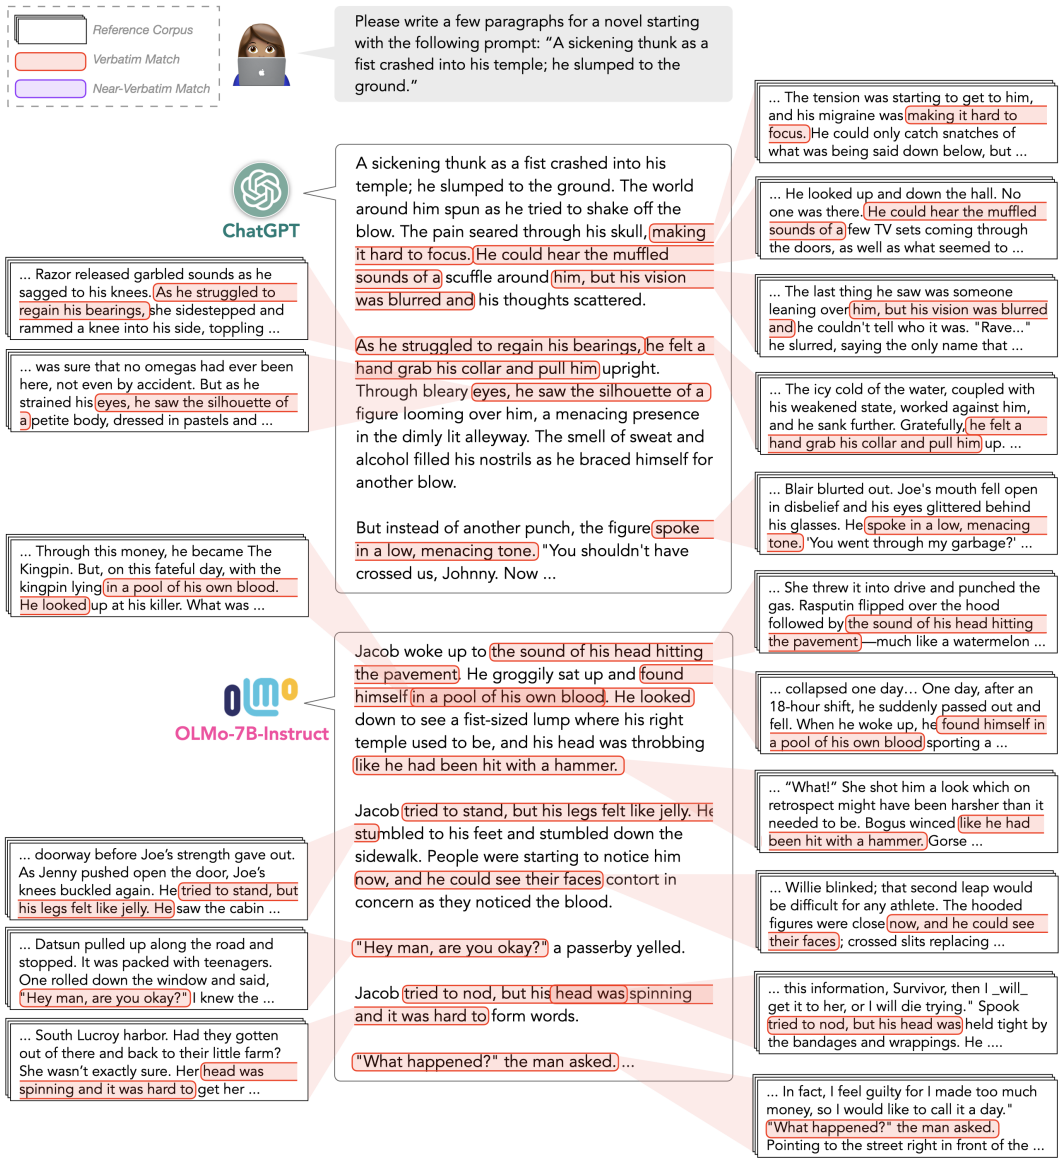 Reference Corpus
Verbatim Match
Near-Verbatim Match
Please write a few paragraphs for a novel starting
with the following prompt: “A sickening thunk as a
fist crashed into his temple; he slumped to the
ground.”
ChatGPT
A sickening thunk as a fist crashed into his
temple; he slumped to the ground. The world
around him spun as he tried to shake off the
blow. The pain seared through his skull, making
it hard to focus. He could hear the muffled
sounds of a scuffle around him, but his vision
was blurred and his thoughts scattered.
As he struggled to regain his bearings, he felt a
hand grab his collar and pull him upright.
Through bleary eyes, he saw the silhouette of a
figure looming over him, a menacing presence
in the dimly lit alleyway. The smell of sweat and
alcohol filled his nostrils as he braced himself for
another blow.
But instead of another punch, the figure spoke
in a low, menacing tone. "You shouldn't have
crossed us, Johnny. Now ...
... Razor released garbled sounds as he
sagged to his knees. As he struggled to
regain his bearings, she sidestepped and
rammed a knee into his side, toppling ...
... was sure that no omegas had ever been
here, not even by accident. But as he
strained his eyes, he saw the silhouette of
a petite body, dressed in pastels and ...
... The tension was starting to get to him,
and his migraine was making it hard to
focus. He could only catch snatches of
what was being said down below, but ...
... He looked up and down the hall. No
one was there. He could hear the muffled
sounds of a few TV sets coming through
the doors, as well as what seemed to ...
... The last thing he saw was someone
leaning over him, but his vision was blurred
and he couldn't tell who it was. "Rave..."
he slurred, saying the only name that ...
... The icy cold of the water, coupled with
his weakened state, worked against him,
and he sank further. Gratefully, he felt a
hand grab his collar and pull him up. ...
... Blair blurted out. Joe's mouth fell open
in disbelief and his eyes glittered behind
his glasses. He spoke in a low, menacing
tone. 'You went through my garbage?' ...
OLMo
OLMo-7B-Instruct
Jacob woke up to the sound of his head hitting
the pavement. He groggily sat up and found
himself in a pool of his own blood. He looked
down to see a fist-sized lump where his right
temple used to be, and his head was throbbing
like he had been hit with a hammer.
Jacob tried to stand, but his legs felt like jelly. He
stumbled to his feet and stumbled down the
sidewalk. People were starting to notice him
now, and he could see their faces contort in
concern as they noticed the blood.
"Hey man, are you okay?" a passerby yelled.
Jacob tried to nod, but his head was spinning
and it was hard to form words.
"What happened?" the man asked. ...
... Through this money, he became The
Kingpin. But, on this fateful day, with the
kingpin lying in a pool of his own blood.
He looked up at his killer. What was ...
... doorway before Joe’s strength gave out.
As Jenny pushed open the door, Joe’s
knees buckled again. He tried to stand, but
his legs felt like jelly. He saw the cabin ...
... Datsun pulled up along the road and
stopped. It was packed with teenagers.
One rolled down the window and said,
"Hey man, are you okay?" I knew the ...
... South Lucroy harbor. Had they gotten
out of there and back to their little farm?
She wasn’t exactly sure. Her head was
spinning and it was hard to get her ...
... She threw it into drive and punched the
gas. Rasputin flipped over the hood
followed by the sound of his head hitting
the pavement —much like a watermelon ...
... collapsed one day… One day, after an
18-hour shift, he suddenly passed out and
fell. When he woke up, he found himself in
a pool of his own blood sporting a ...
... “What!” She shot him a look which on
retrospect might have been harsher than it
needed to be. Bogus winced like he had
been hit with a hammer. Gorse ...
... Willie blinked; that second leap would
be difficult for any athlete. The hooded
figures were close now, and he could see
their faces ; crossed slits replacing ...
... this information, Survivor, then I _will_
get it to her, or I will die trying." Spook
tried to nod, but his head was held tight by
the bandages and wrappings. He ....
... In fact, I feel guilty for I made too much
money, so I would like to call it a day."
"What happened?" the man asked.
Pointing to the street right in front of the ...